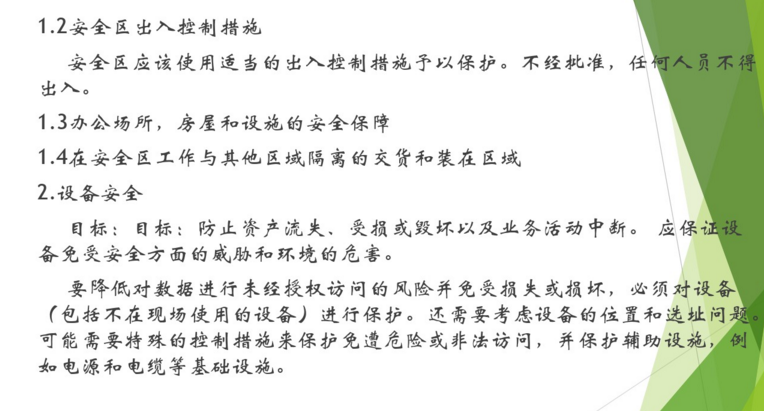 1.2安全区出入控制措施
安全区应该使用适当的出入控制措施予以保护。不经批准，任何人员不得
出入。
1.3办公场所，房屋和设施的安全保障
1.4在安全区工作与其他区域隔离的交货和装在区域
2.设备安全
目标：目标：防止资产流失、受损或毁坏以及业务活动中断。 应保证设
备免受安全方面的威胁和环境的危害。
要降低对数据进行未经授权访问的风险并免受损失或损坏，必须对设备
（包括不在现场使用的设备）进行保护。还需要考虑设备的位置和选址问题。
可能需要特殊的控制措施来保护免遭危险或非法访问，并保护辅助设施，例
如电源和电缆等基础设施。